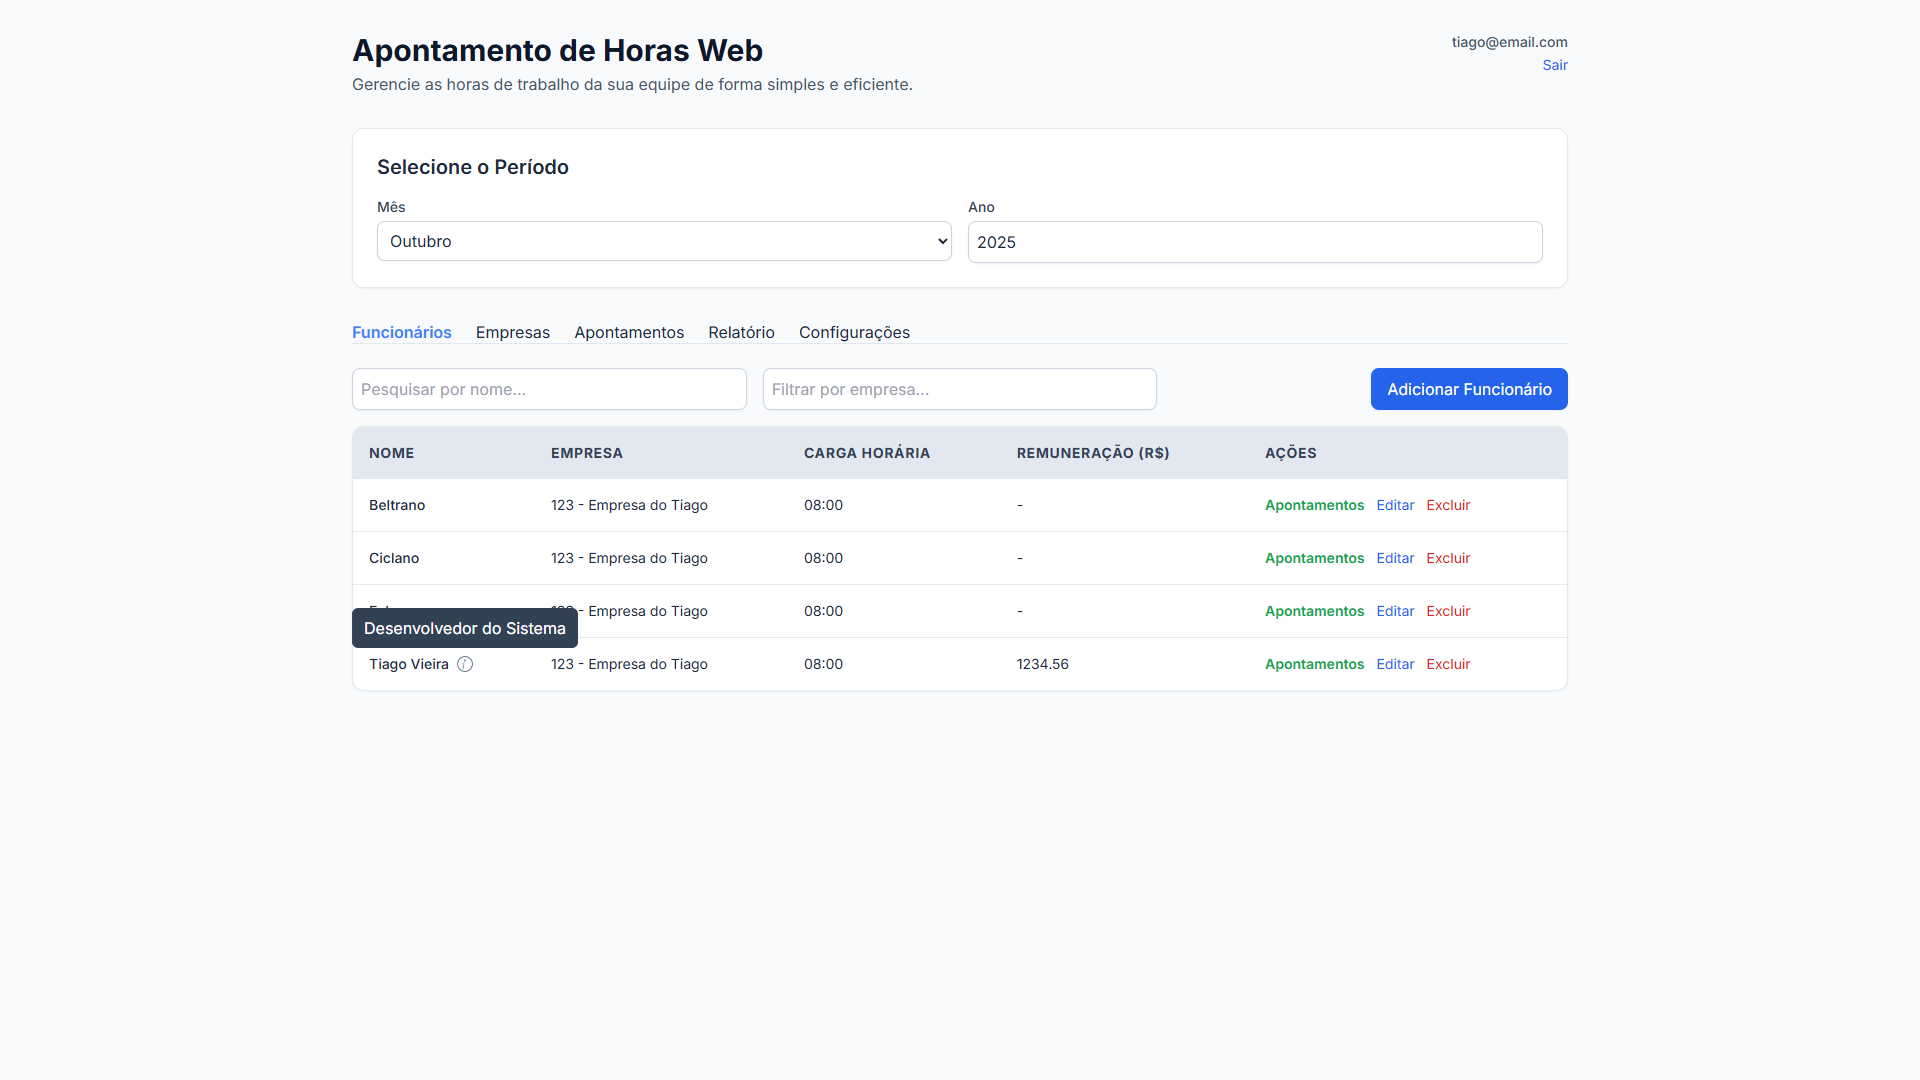 Apontamento de Horas Web
tiago@email.com
Gerencie as horas de trabalho da sua equipe de forma simples e eficiente.
Sair
Selecione o Período
Mês
Ano
Outubro
2025
Funcionários Empresas Apontamentos Relatório Configurações
Pesquisar por nome...
Filtrar por empresa...
Adicionar Funcionário
NOME EMPRESA CARGA HORÁRIA REMUNERAÇÃO (R$) AÇÕES
Beltrano 123 - Empresa do Tiago 08:00 - Apontamentos Editar Excluir
Ciclano 123 - Empresa do Tiago 08:00 - Apontamentos Editar Excluir
- Empresa do Tiago 08:00 - Apontamentos Editar Excluir
Desenvolvedor do Sistema
Tiago Vieira 123 - Empresa do Tiago 08:00 1234.56 Apontamentos Editar Excluir